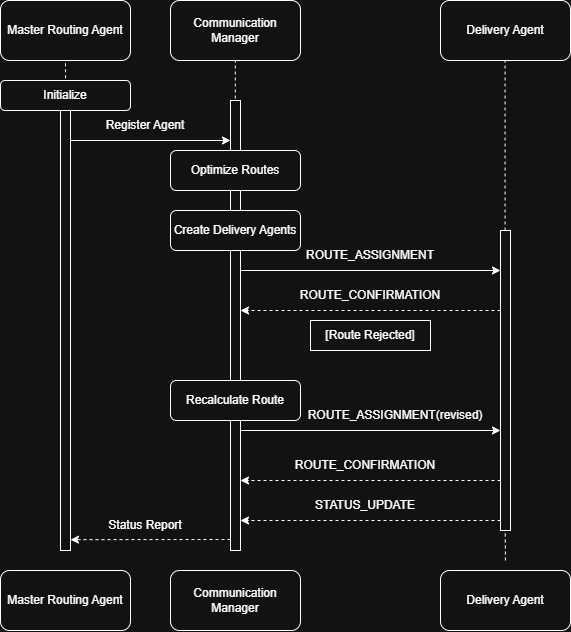 Master Routing Agent
Communication
Manager
Delivery Agent
Initialize
Register Agent
Optimize Routes
Create Delivery Agents
ROUTE_ASSIGNMENT
ROUTE_CONFIRMATION
[Route Rejected]
Recalculate Route
ROUTE_ASSIGNMENT(revised)
ROUTE_CONFIRMATION
STATUS_UPDATE
Status Report
Master Routing Agent
Communication
Manager
Delivery Agent